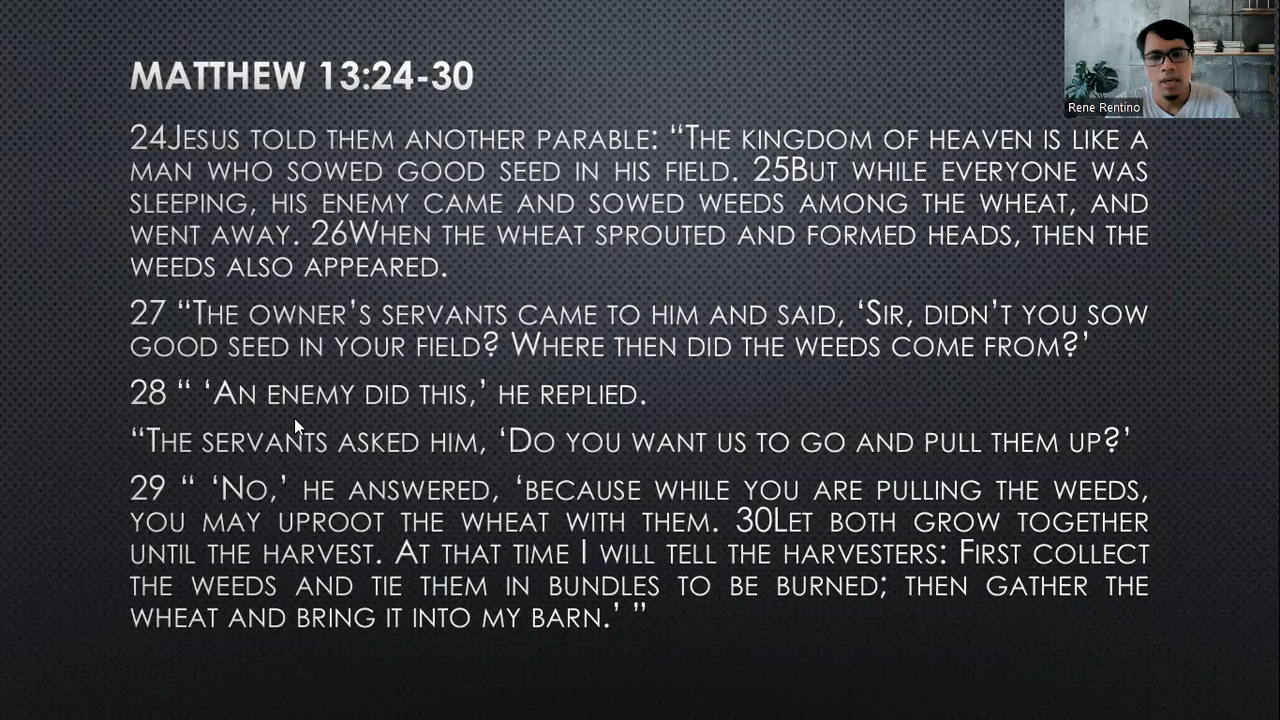 MATTHEW 13:24-30
Rene Rentino
24JESUS TOLD THEM ANOTHER PARABLE: “THE KINGDOM OF HEAVEN IS LIKE A
MAN WHO SOWED GOOD SEED IN HIS FIELD. 25BUT WHILE EVERYONE WAS
SLEEPING, HIS ENEMY CAME AND SOWED WEEDS AMONG THE WHEAT, AND
WENT AWAY. 26WHEN THE WHEAT SPROUTED AND FORMED HEADS, THEN THE
WEEDS ALSO APPEARED.
27 “THE OWNER’S SERVANTS CAME TO HIM AND SAID, ‘SIR, DIDN’T YOU SOW
GOOD SEED IN YOUR FIELD? WHERE THEN DID THE WEEDS COME FROM?’
28 “ ‘AN ENEMY DID THIS,’ HE REPLIED.
“THE SERVANTS ASKED HIM, ‘DO YOU WANT US TO GO AND PULL THEM UP?’
29 “ ‘NO,’ HE ANSWERED, ‘BECAUSE WHILE YOU ARE PULLING THE WEEDS,
YOU MAY UPROOT THE WHEAT WITH THEM. 30LET BOTH GROW TOGETHER
UNTIL THE HARVEST. AT THAT TIME I WILL TELL THE HARVESTERS: FIRST COLLECT
THE WEEDS AND TIE THEM IN BUNDLES TO BE BURNED; THEN GATHER THE
WHEAT AND BRING IT INTO MY BARN.’ ”